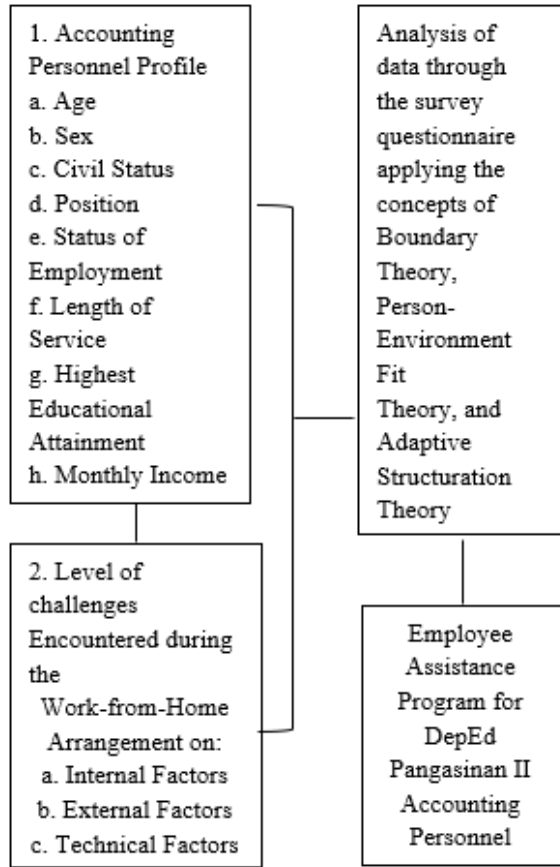 1. Accounting
Personnel Profile
a. Age
b. Sex
c. Civil Status
d. Position
e. Status of
Employment
f. Length of
Service
g. Highest
Educational
Attainment
h. Monthly Income
2. Level of
challenges
Encountered during
the
Work-from-Home
Arrangement on:
a. Internal Factors
b. External Factors
c. Technical Factors
Analysis of
data through
the survey
questionnaire
applying the
concepts of
Boundary
Theory,
Person-
Environment
Fit
Theory, and
Adaptive
Structuration
Theory
Employee
Assistance
Program for
DepEd
Pangasinan II
Accounting
Personnel